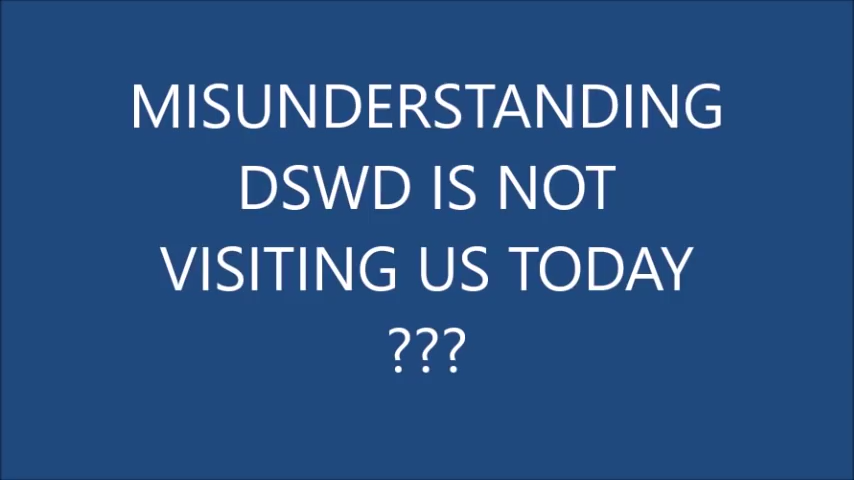 MISUNDERSTANDING
DSWD IS NOT
VISITING US TODAY
???